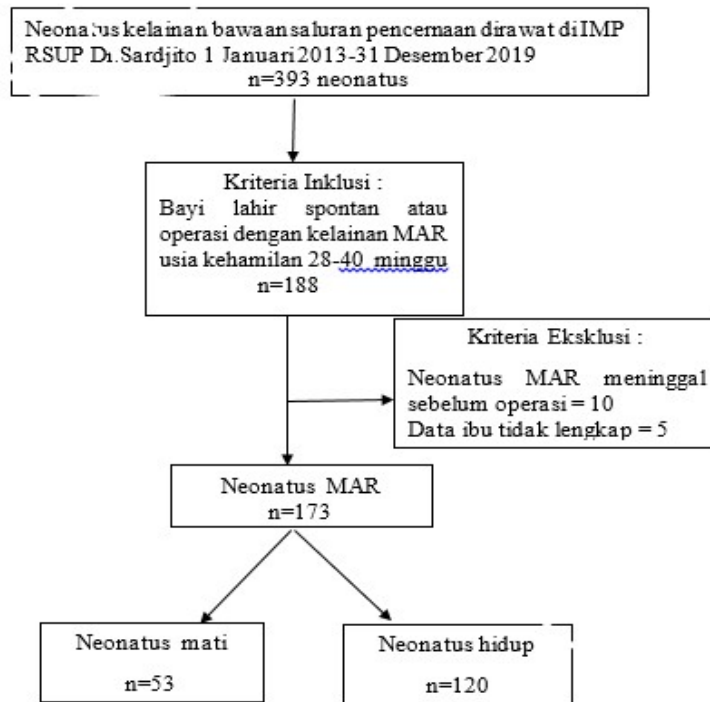 Neonatus kelainan bawaan saluran pencernaan dirawat di IMP
RSUP Dr.Sardjito 1 Januari 2013-31 Desember 2019
n=393 neonatus
Kriteria Inklusi :
Bayi lahir spontan atau
operasi dengan kelainan MAR
usia kehamilan 28-40 minggu
n=188
Kriteria Eksklusi :
Neonatus MAR meninggal
sebelum operasi = 10
Data ibu tidak lengkap = 5
Neonatus MAR
n=173
Neonatus mati
n=53
Neonatus hidup
n=120